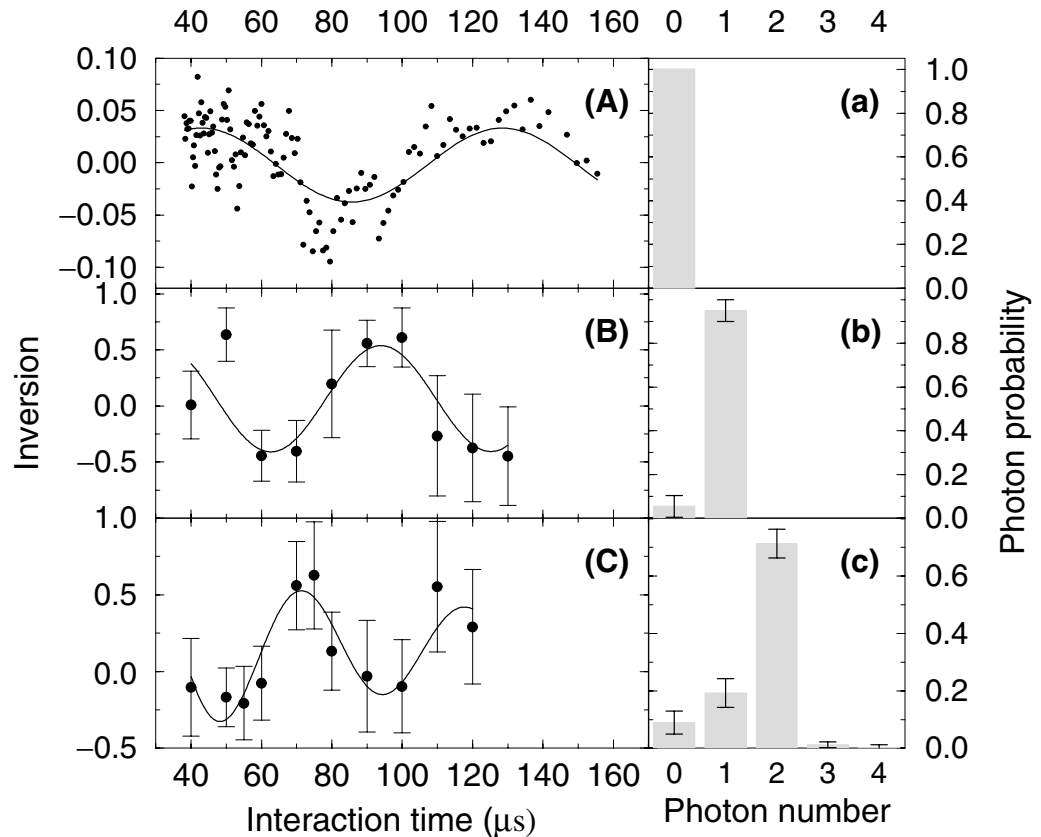 0 1 2 3 4
40 60 80 100 120 140 160
0.10
0.05
0.00
−0.05
−0.10
(A)
(a)
1.0
0.8
0.6
0.4
0.2
0.0
1.0
0.5
0.0
−0.5
(B)
(b)
0.8
0.6
0.4
0.2
0.0
1.0
0.5
0.0
−0.5
(C)
(c)
0.6
0.4
0.2
0.0
Inversion
Photon probability
40 60 80 100 120 140 160
0 1 2 3 4
Interaction time (μs)
Photon number